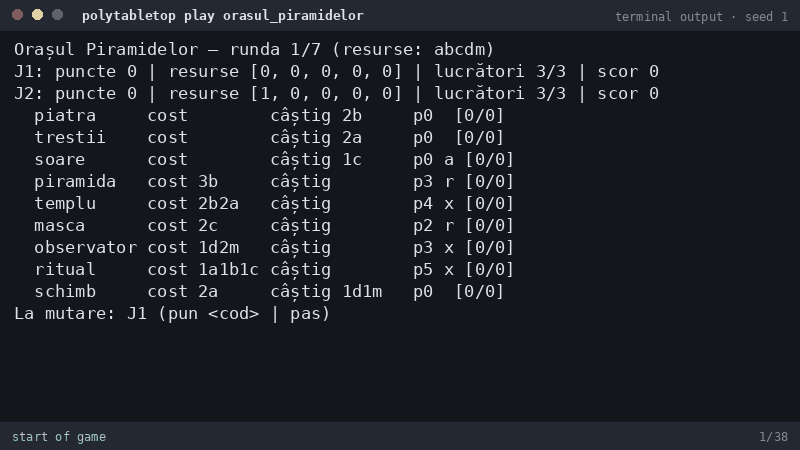 polytabletop play orasul_piramidelor
terminal output · seed 1
Orașul Piramidelor — runda 1/7 (resurse: abcdm)
J1: puncte 0 | resurse [0, 0, 0, 0, 0] | lucrători 3/3 | scor 0
J2: puncte 0 | resurse [1, 0, 0, 0, 0] | lucrători 3/3 | scor 0
piatra cost câștig 2b p0 [0/0]
trestii cost câștig 2a p0 [0/0]
soare cost câștig 1c p0 a [0/0]
piramida cost 3b câștig p3 r [0/0]
templu cost 2b2a câștig p4 x [0/0]
masca cost 2c câștig p2 r [0/0]
observator cost 1d2m câștig p3 x [0/0]
ritual cost 1a1b1c câștig p5 x [0/0]
schimb cost 2a câștig 1d1m p0 [0/0]
La mutare: J1 (pun <cod> | pas)
start of game
1/38